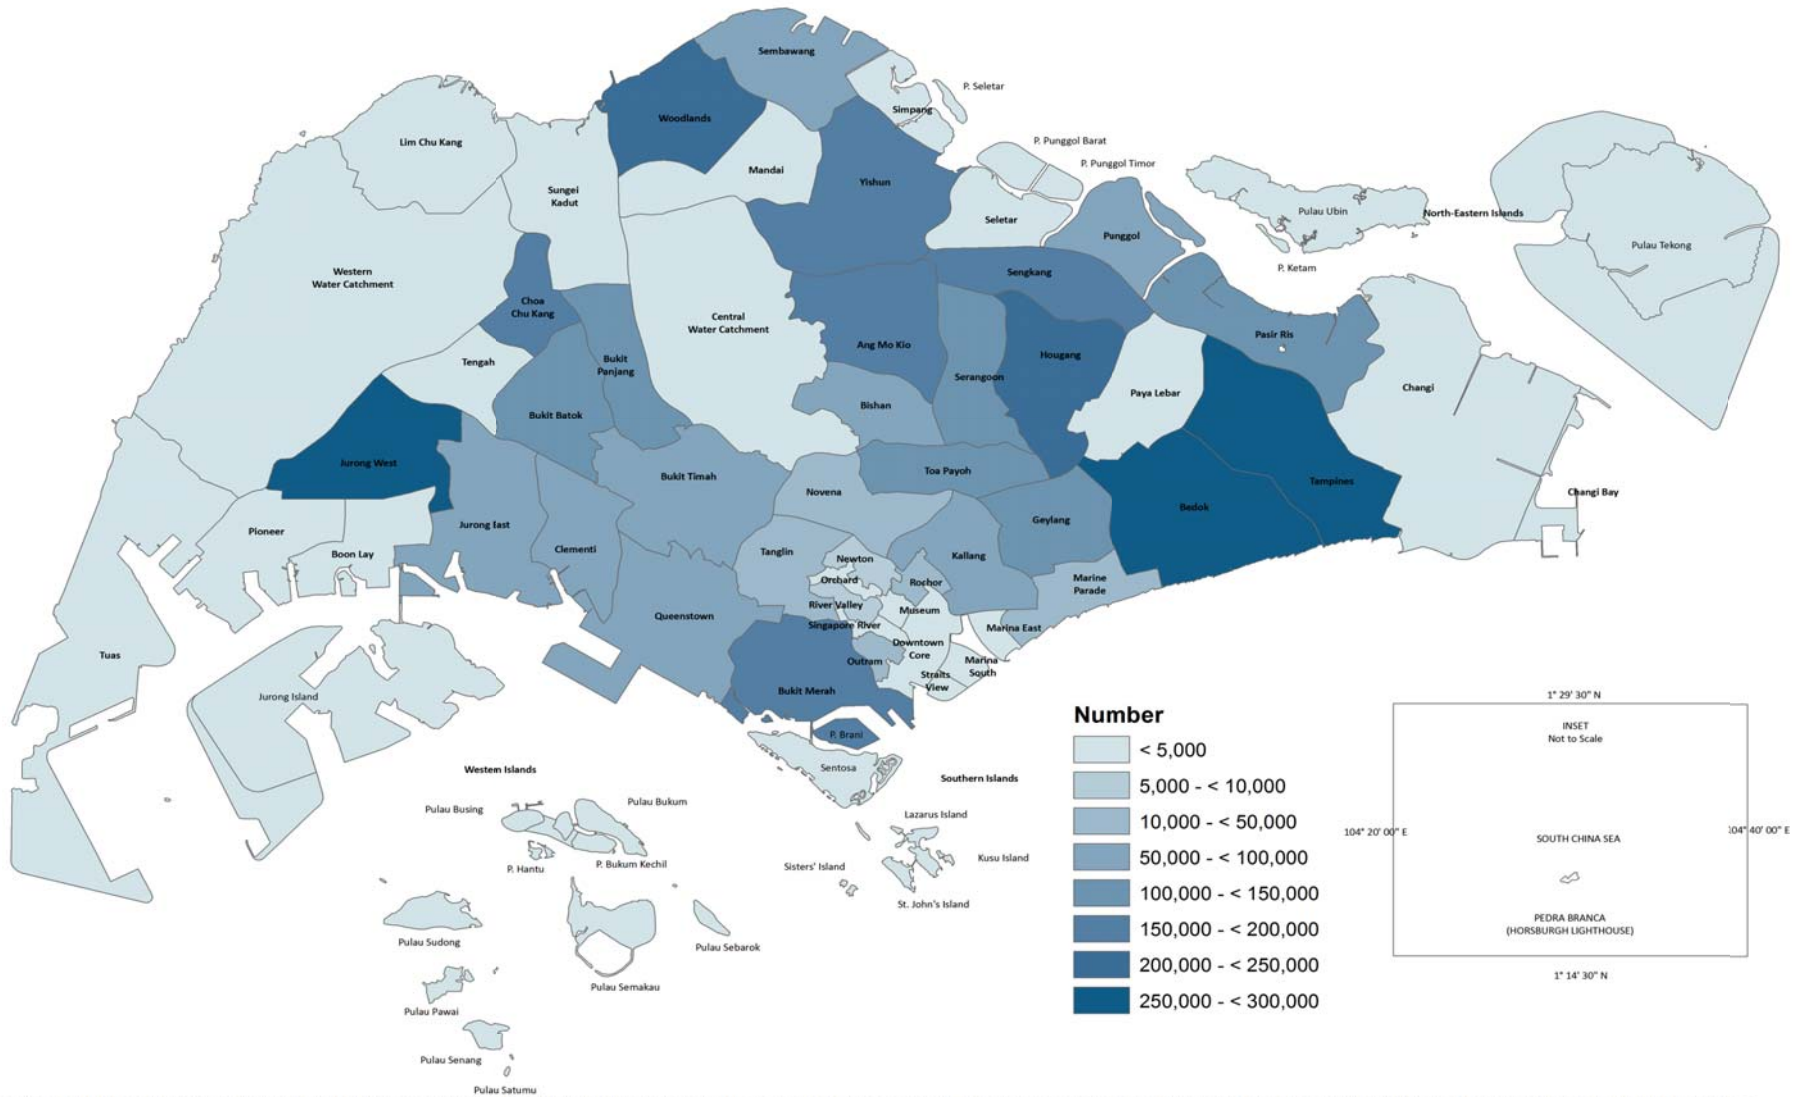 Sembawang
P. Seletar
Simpang
Woodlands
Lim Chu Kang
P. Punggol Barat
P. Punggol Timor
Mandai
Yishun
Sungei
Kadut
Pulau Ubin
North-Eastern Islands
Seletar
Punggol
Pulau Tekong
P. Ketam
Western
Water Catchment
Sengkang
Choa
Chu Kang
Central
Water Catchment
Pasir Ris
Ang Mo Kio
Hougang
Tengah
Bukit
Panjang
Serangoon
Paya Lebar
Changi
Bishan
Bukit Batok
Jurong West
Bukit Timah
Toa Payoh
Novena
Tampines
Changi Bay
Bedok
Pioneer
Jurong East
Geylang
Boon Lay
Clementi
Tanglin
Newton
Kallang
Orchard
Rochor
Marine
Parade
River Valley
Museum
Queenstown
Singapore River
Marina East
Downtown
Core
Tuas
Outram
Marina
South
Straits
View
Bukit Merah
Jurong Island
P. Brani
Sentosa
Western Islands
Southern Islands
Pulau Busing
Pulau Bukum
Lazarus Island
P. Hantu
P. Bukum Kechil
Sisters' Island
Kusu Island
St. John's Island
Pulau Sudong
Pulau Sebarok
Pulau Semakau
Pulau Pawai
Pulau Senang
Pulau Satumu
Number
< 5,000
5,000 - < 10,000
10,000 - < 50,000
50,000 - < 100,000
100,000 - < 150,000
150,000 - < 200,000
200,000 - < 250,000
250,000 - < 300,000
1° 29' 30" N
INSET
Not to Scale
104° 20' 00" E
104° 40' 00" E
SOUTH CHINA SEA
PEDRA BRANCA
(HORSBURGH LIGHTHOUSE)
1° 14' 30" N